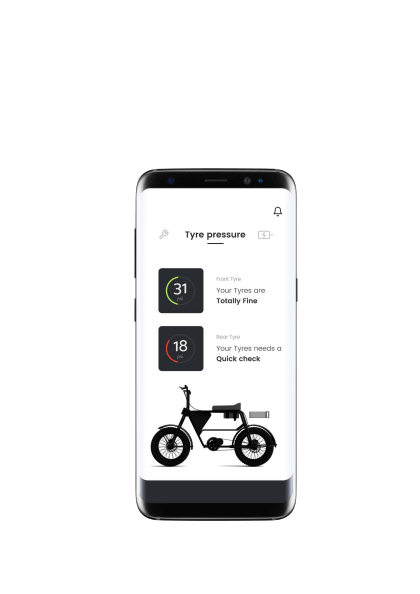 Tyre pressure
Front Tyre
31
psi
Your Tyres are
Totally Fine
Rear Tyre
18
psi
Your Tyres needs a
Quick check